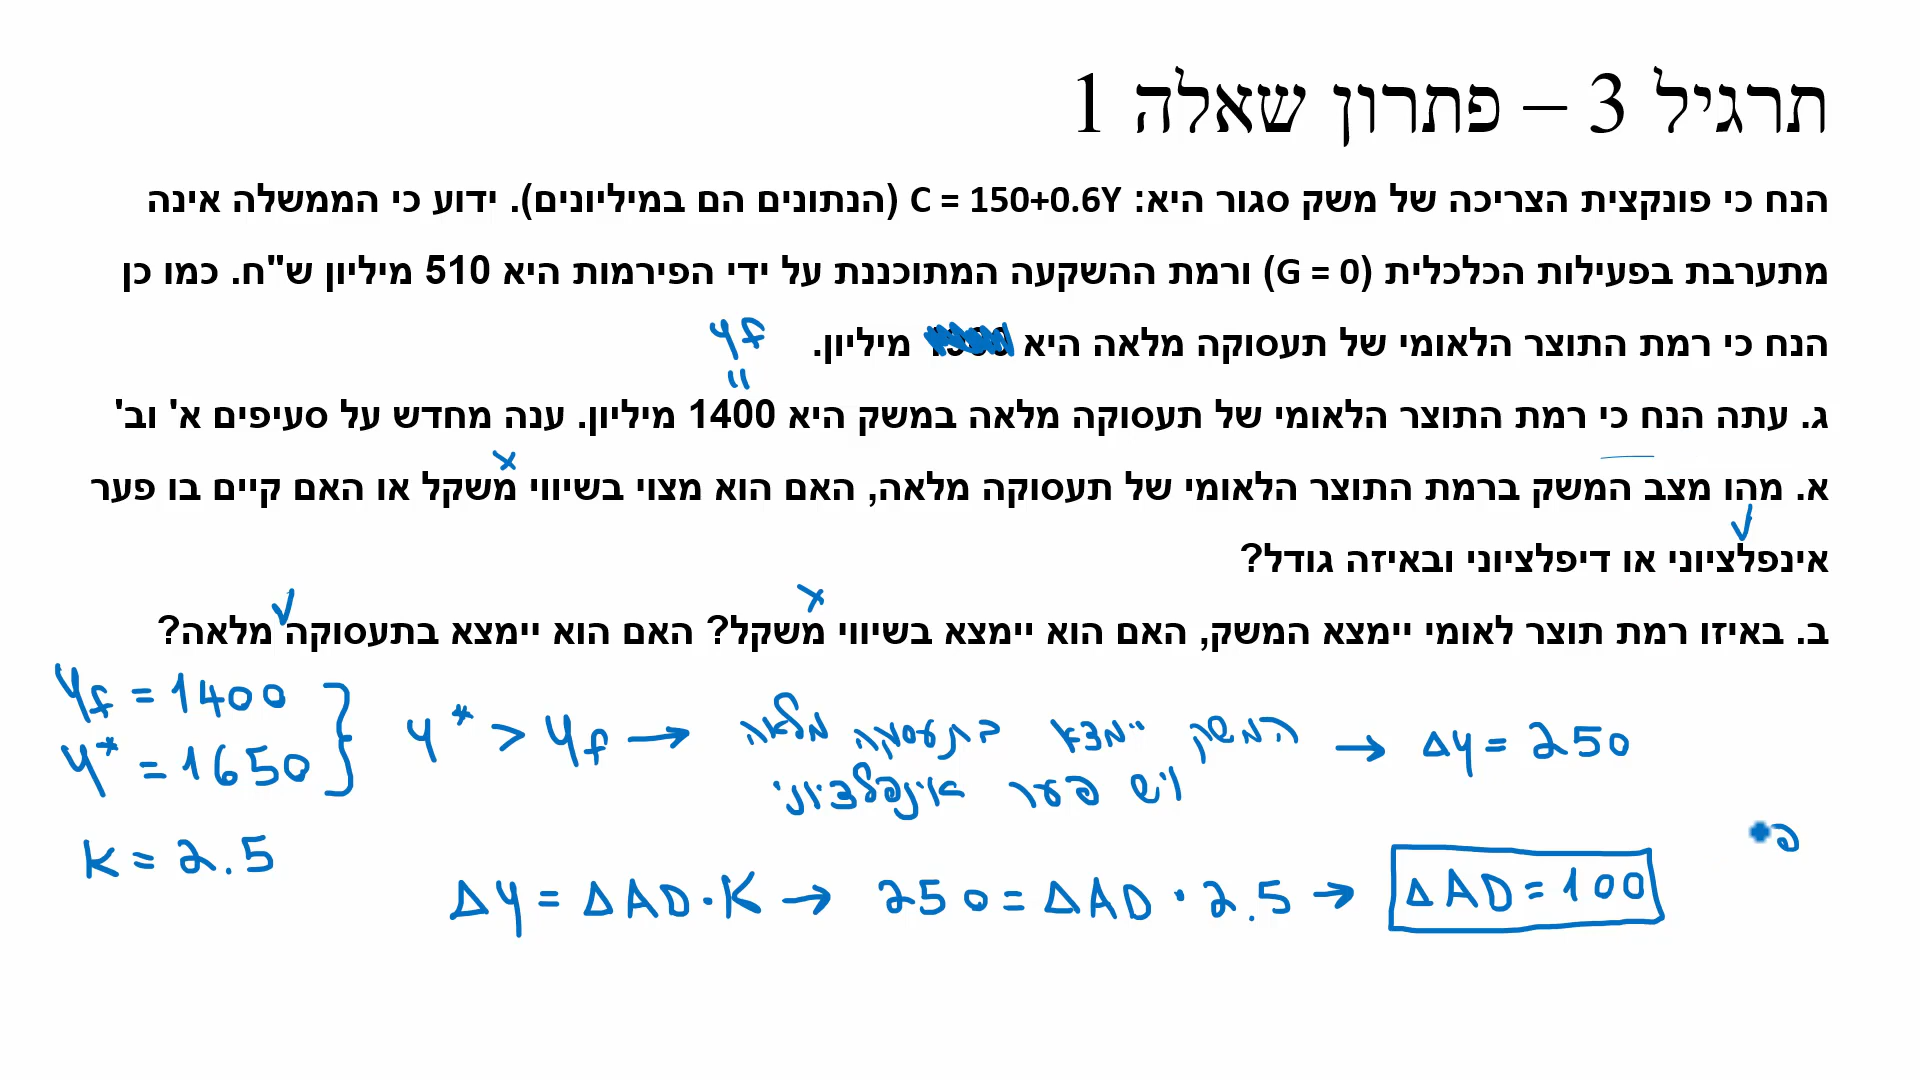 תרגיל 3 – פתרון שאלה 1
הנח כי פונקצית הצריכה של משק סגור היא: C = 150+0.6Y (הנתונים הם במיליונים). ידוע כי הממשלה אינה
מתערבת בפעילות הכלכלית (G = 0) ורמת ההשקעה המתוכננת על ידי הפירמות היא 510 מיליון ש"ח. כמו כן
הנח כי רמת התוצר הלאומי של תעסוקה מלאה היא מיליון.
yf
=
ג. עתה הנח כי רמת התוצר הלאומי של תעסוקה מלאה במשק היא 1400 מיליון. ענה מחדש על סעיפים א' וב'
א. מהו מצב המשק ברמת התוצר הלאומי של תעסוקה מלאה, האם הוא מצוי בשיווי משקל או האם קיים בו פער
אינפלציוני או דיפלציוני ובאיזה גודל?
ב. באיזו רמת תוצר לאומי יימצא המשק, האם הוא יימצא בשיווי משקל? האם הוא יימצא בתעסוקה מלאה?
yf = 1400
y* = 1650
y* > yf → המשק יימצא בתעסוקה מלאה → Δy = 250
ויש פער אינפלציוני
K = 2.5
פ
Δy = ΔAD · K → 250 = ΔAD · 2.5 → ΔAD = 100